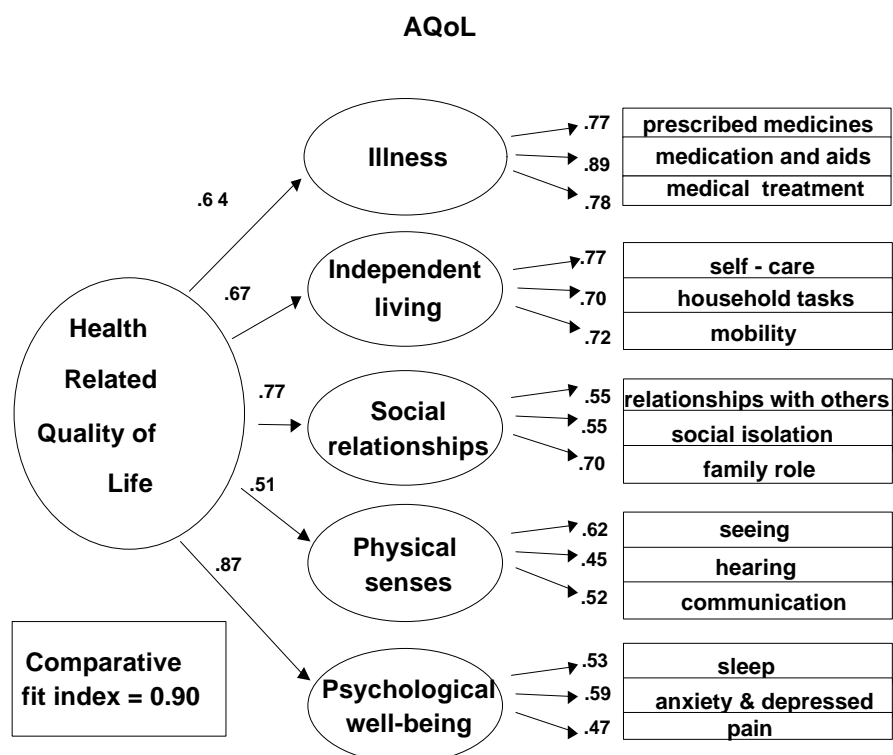 AQoL
Health
Related
Quality of
Life
.6 4
.67
.77
.51
.87
Illness
.77
prescribed medicines
.89
medication and aids
.78
medical treatment
Independent
living
.77
self - care
.70
household tasks
.72
mobility
Social
relationships
.55
relationships with others
.55
social isolation
.70
family role
Physical
senses
.62
seeing
.45
hearing
.52
communication
Psychological
well-being
.53
sleep
.59
anxiety & depressed
.47
pain
Comparative
fit index = 0.90